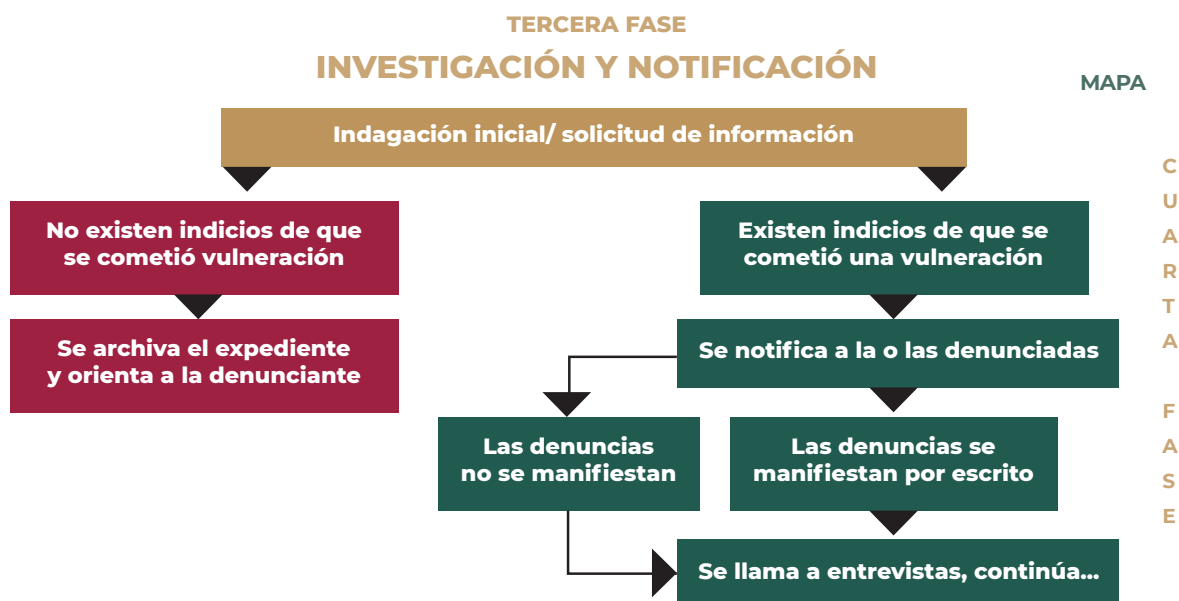 TERCERA FASE
INVESTIGACIÓN Y NOTIFICACIÓN
MAPA
Indagación inicial/ solicitud de información
No existen indicios de que
se cometió vulneración
Existen indicios de que se
cometió una vulneración
Se archiva el expediente
y orienta a la denunciante
Se notifica a la o las denunciadas
Las denuncias
no se manifiestan
Las denuncias se
manifiestan por escrito
Se llama a entrevistas, continúa...
CUARTA FASE